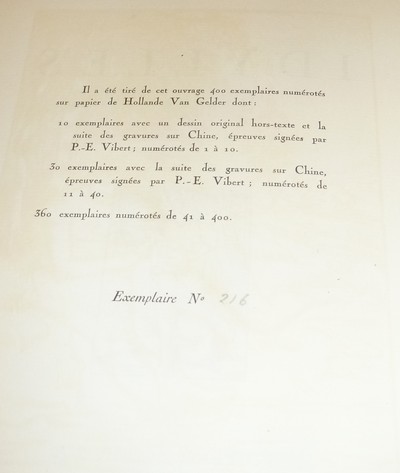 Il a été tiré de cet ouvrage 400 exemplaires numérotés
sur papier de Hollande Van Gelder dont :
10 exemplaires avec un dessin original hors-texte et la
suite des gravures sur Chine, épreuves signées par
P.-E. Vibert ; numérotés de 1 à 10.
30 exemplaires avec la suite des gravures sur Chine,
épreuves signées par P.-E. Vibert ; numérotés de
11 à 40.
360 exemplaires numérotés de 41 à 400.
Exemplaire No 216